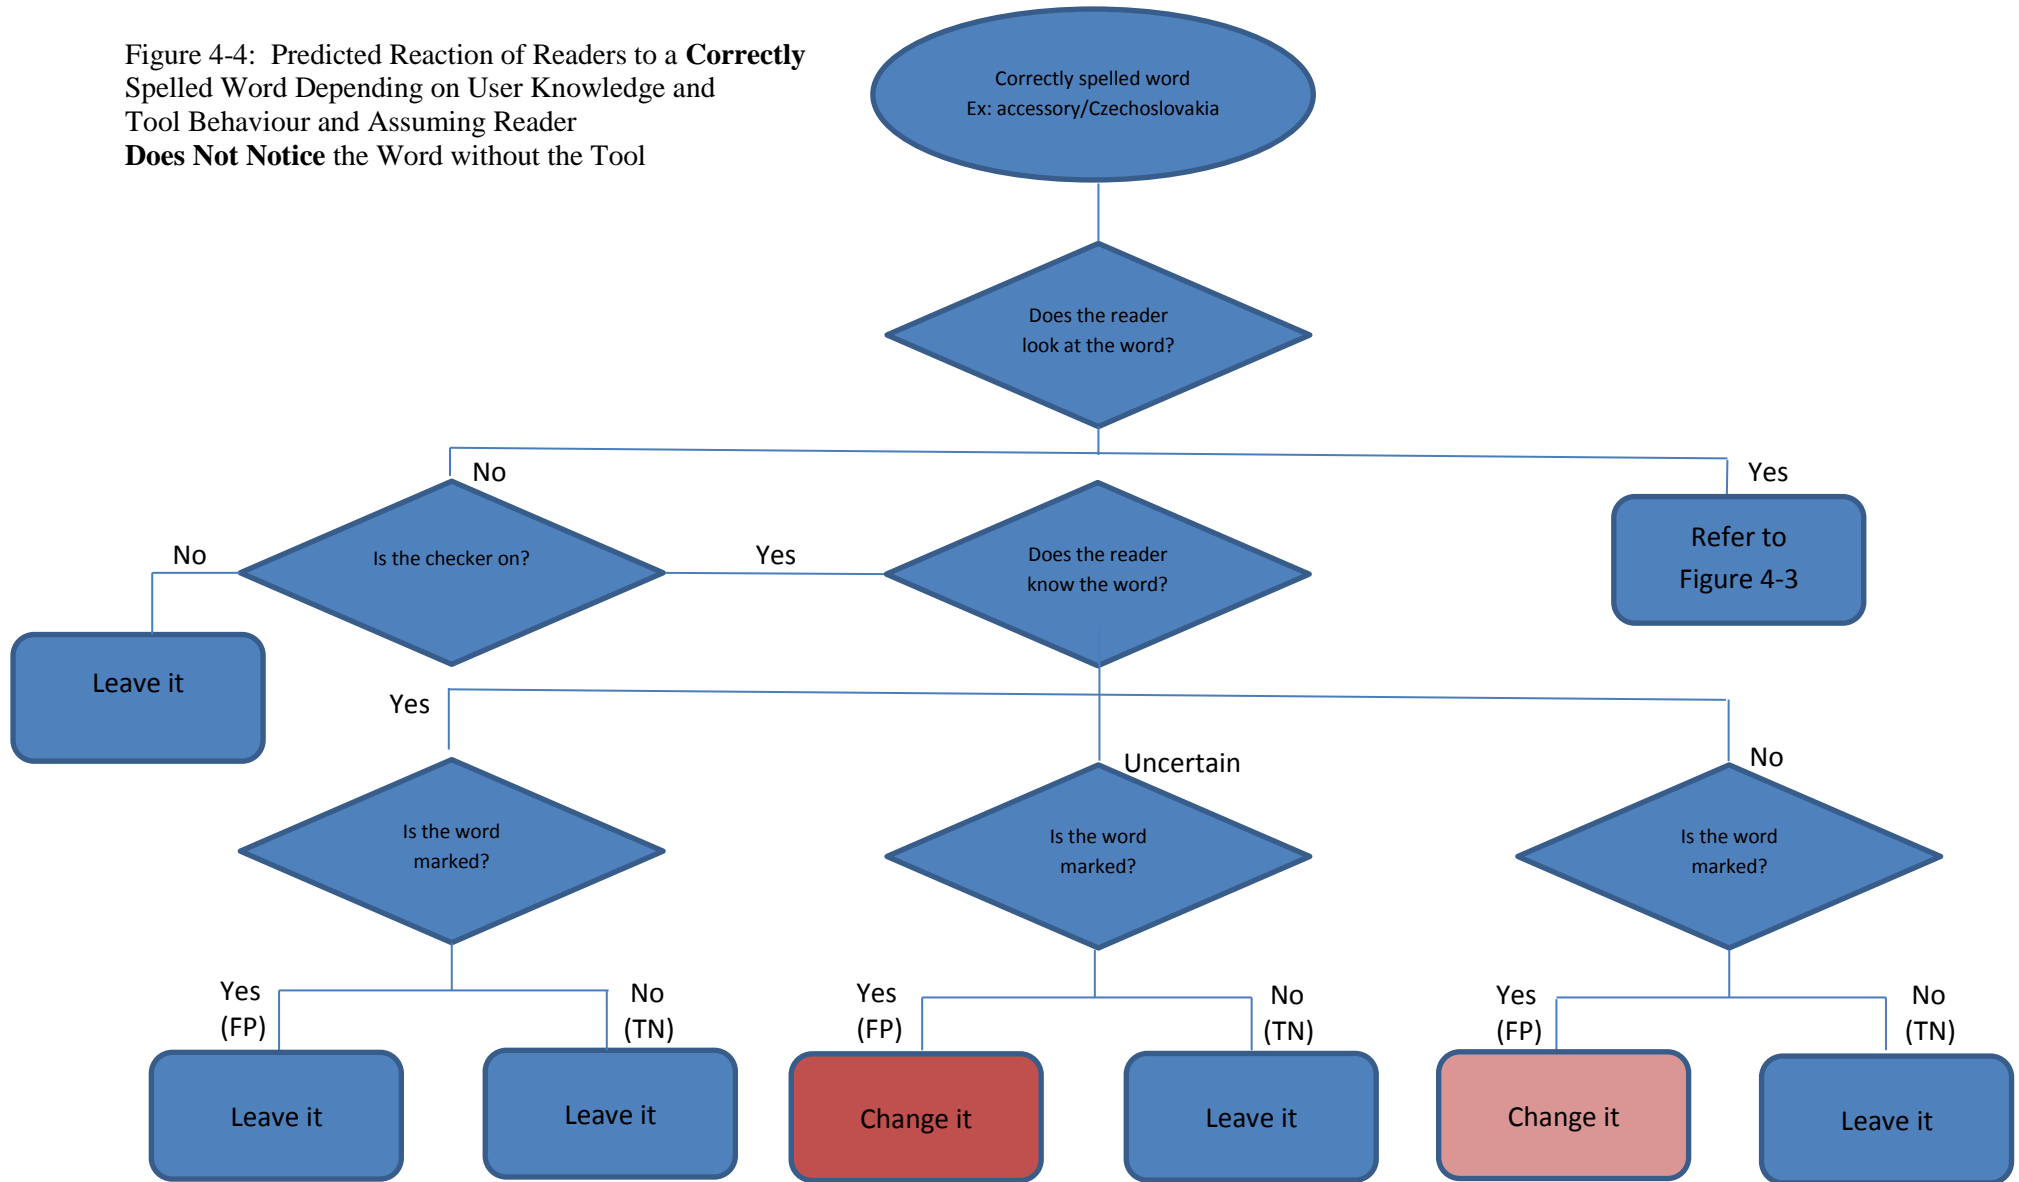 Figure 4-4: Predicted Reaction of Readers to a Correctly
Spelled Word Depending on User Knowledge and
Tool Behaviour and Assuming Reader
Does Not Notice the Word without the Tool
Correctly spelled word
Ex: accessory/Czechoslovakia
Does the reader
look at the word?
No
Yes
Is the checker on?
No
Yes
Does the reader
know the word?
Refer to
Figure 4-3
Leave it
Yes
Uncertain
No
Is the word
marked?
Is the word
marked?
Is the word
marked?
Yes
(FP)
No
(TN)
Yes
(FP)
No
(TN)
Yes
(FP)
No
(TN)
Leave it
Leave it
Change it
Leave it
Change it
Leave it